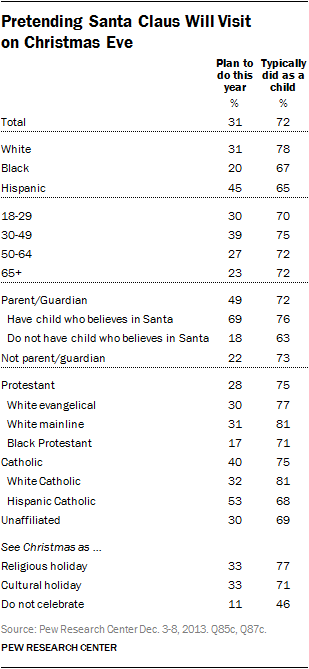 Pretending Santa Claus Will Visit
on Christmas Eve
Plan to Typically
do this did as a
year child
% %
Total 31 72
White 31 78
Black 20 67
Hispanic 45 65
18-29 30 70
30-49 39 75
50-64 27 72
65+ 23 72
Parent/Guardian 49 72
Have child who believes in Santa 69 76
Do not have child who believes in Santa 18 63
Not parent/guardian 22 73
Protestant 28 75
White evangelical 30 77
White mainline 31 81
Black Protestant 17 71
Catholic 40 75
White Catholic 32 81
Hispanic Catholic 53 68
Unaffiliated 30 69
See Christmas as ...
Religious holiday 33 77
Cultural holiday 33 71
Do not celebrate 11 46
Source: Pew Research Center Dec. 3-8, 2013. Q85c, Q87c.
PEW RESEARCH CENTER